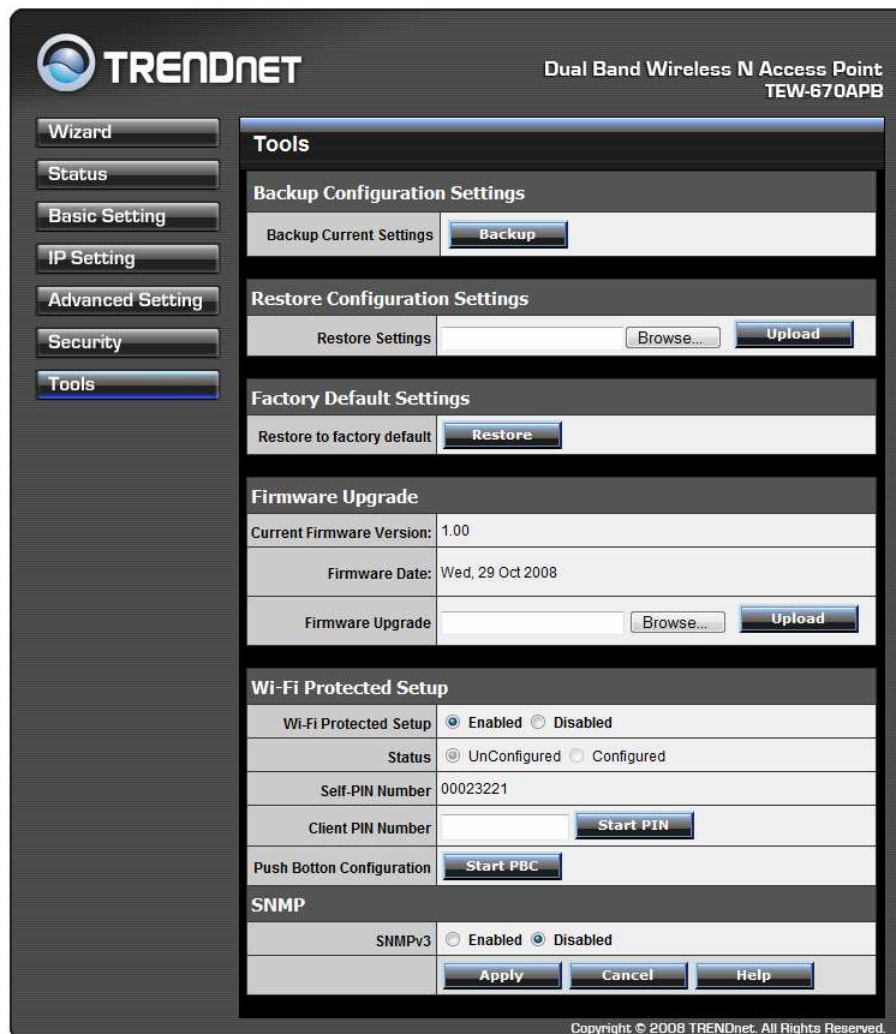 TRENDNET
Dual Band Wireless N Access Point
TEW-670APB
Wizard
Status
Basic Setting
IP Setting
Advanced Setting
Security
Tools
Tools
Backup Configuration Settings
Backup Current Settings Backup
Restore Configuration Settings
Restore Settings Browse... Upload
Factory Default Settings
Restore to factory default Restore
Firmware Upgrade
Current Firmware Version: 1.00
Firmware Date: Wed, 29 Oct 2008
Firmware Upgrade Browse... Upload
Wi-Fi Protected Setup
Wi-Fi Protected Setup Enabled Disabled
Status UnConfigured Configured
Self-PIN Number 00023221
Client PIN Number Start PIN
Push Botton Configuration Start PBC
SNMP
SNMPv3 Enabled Disabled
Apply Cancel Help
Copyright © 2008 TRENDnet. All Rights Reserved.